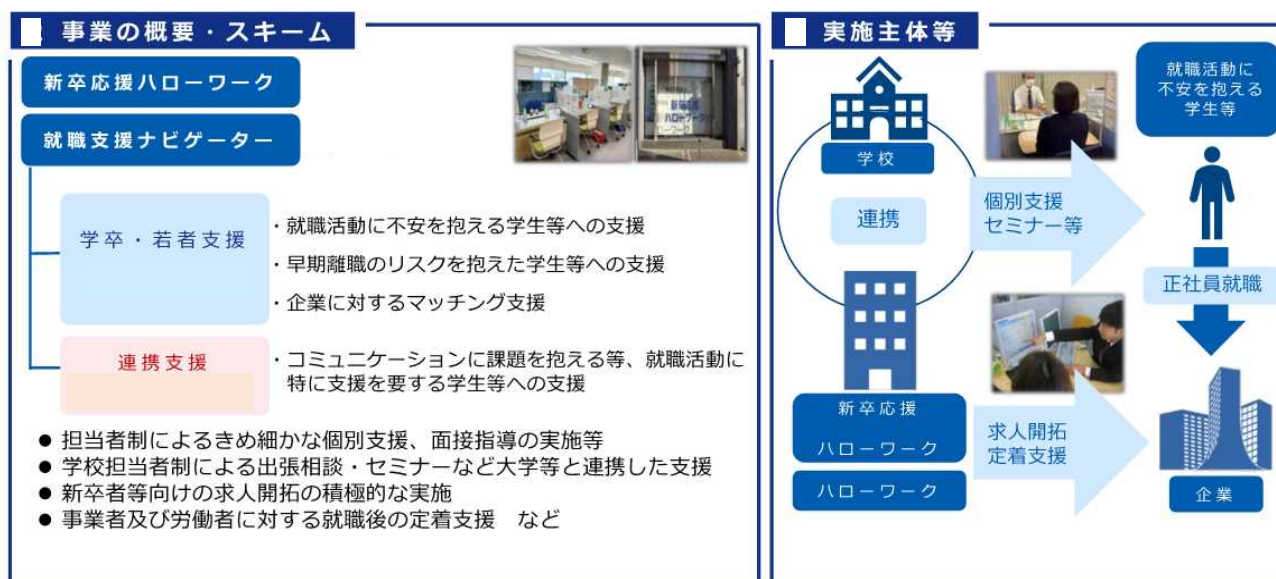 事業の概要・スキーム
新卒応援ハローワーク
就職支援ナビゲーター
学卒・若者支援
・就職活動に不安を抱える学生等への支援
・早期離職のリスクを抱えた学生等への支援
・企業に対するマッチング支援
連携支援
・コミュニケーションに課題を抱える等、就職活動に
特に支援を要する学生等への支援
● 担当者制によるきめ細かな個別支援、面接指導の実施等
● 学校担当者制による出張相談・セミナーなど大学等と連携した支援
● 新卒者等向けの求人開拓の積極的な実施
● 事業者及び労働者に対する就職後の定着支援　など
実施主体等
学校
連携
新卒応援
ハローワーク
ハローワーク
個別支援
セミナー等
求人開拓
定着支援
就職活動に
不安を抱える
学生等
正社員就職
企業